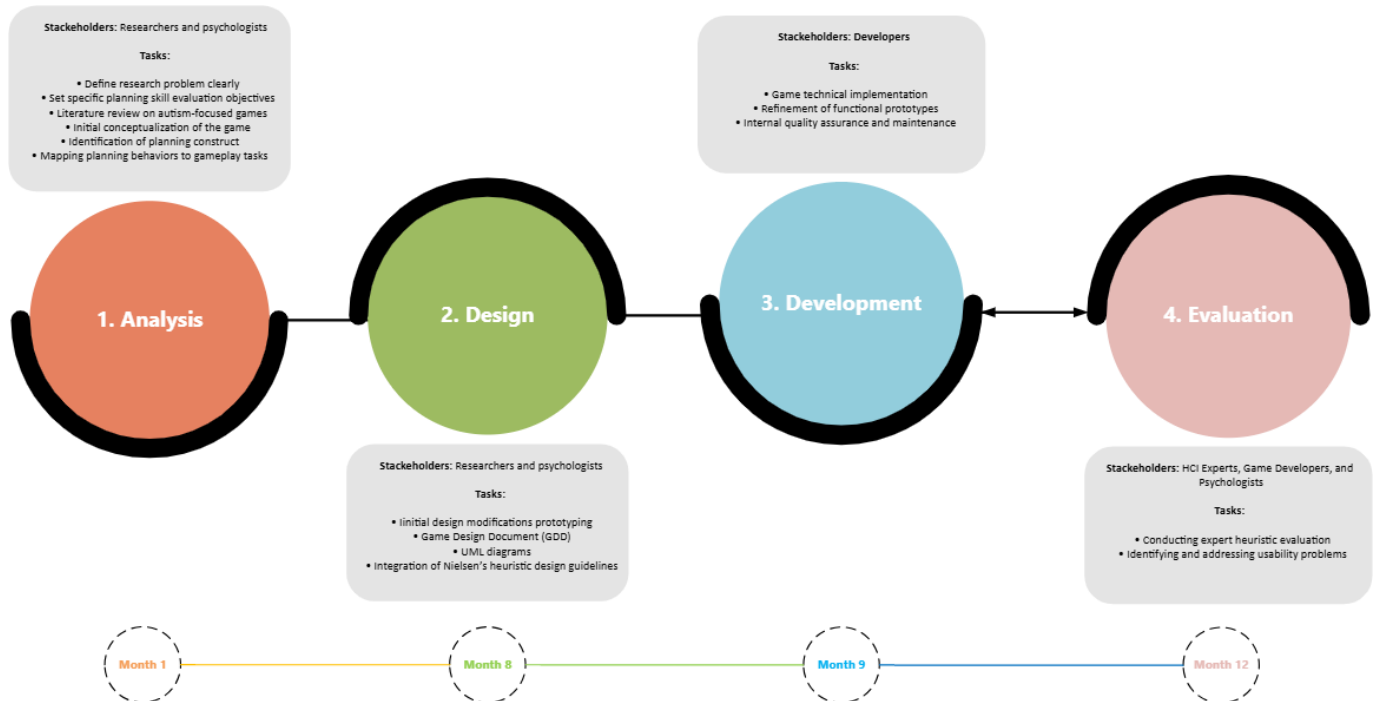 Stackeholders: Researchers and psychologists
Tasks:
• Define research problem clearly
• Set specific planning skill evaluation objectives
• Literature review on autism-focused games
• Initial conceptualization of the game
• Identification of planning construct
• Mapping planning behaviors to gameplay tasks
Stackeholders: Developers
Tasks:
• Game technical implementation
• Refinement of functional prototypes
• Internal quality assurance and maintenance
1. Analysis
2. Design
3. Development
4. Evaluation
Stackeholders: Researchers and psychologists
Tasks:
• Iinitial design modifications prototyping
• Game Design Document (GDD)
• UML diagrams
• Integration of Nielsen’s heuristic design guidelines
Stackeholders: HCI Experts, Game Developers, and
Psychologists
Tasks:
• Conducting expert heuristic evaluation
• Identifying and addressing usability problems
Month 1
Month 8
Month 9
Month 12